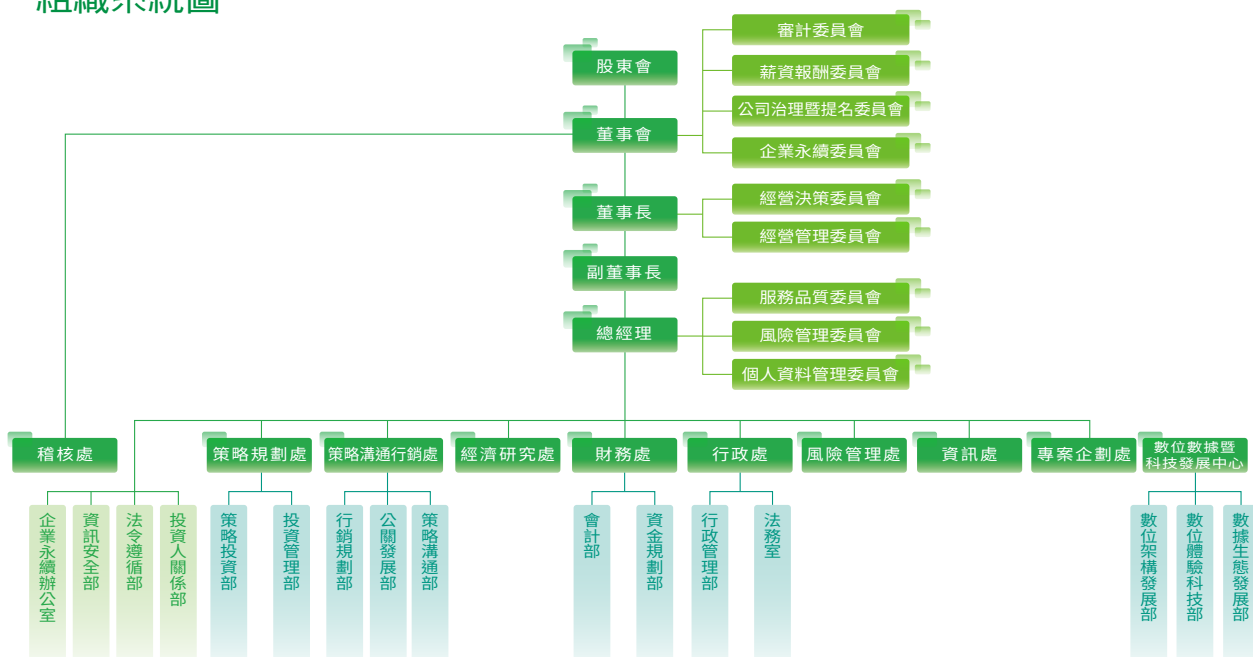 組織系統圖
股東會
董事會
董事長
副董事長
總經理
審計委員會
薪資報酬委員會
公司治理暨提名委員會
企業永續委員會
經營決策委員會
經營管理委員會
服務品質委員會
風險管理委員會
個人資料管理委員會
稽核處
策略規劃處
策略溝通行銷處
經濟研究處
財務處
行政處
風險管理處
資訊處
專案企劃處
數位數據暨
科技發展中心
企業永續辦公室
資訊安全部
法令遵循部
投資人關係部
策略投資部
投資管理部
行銷規劃部
公關發展部
策略溝通部
會計部
資金規劃部
行政管理部
法務室
數位架構發展部
數位體驗科技部
數據生態發展部